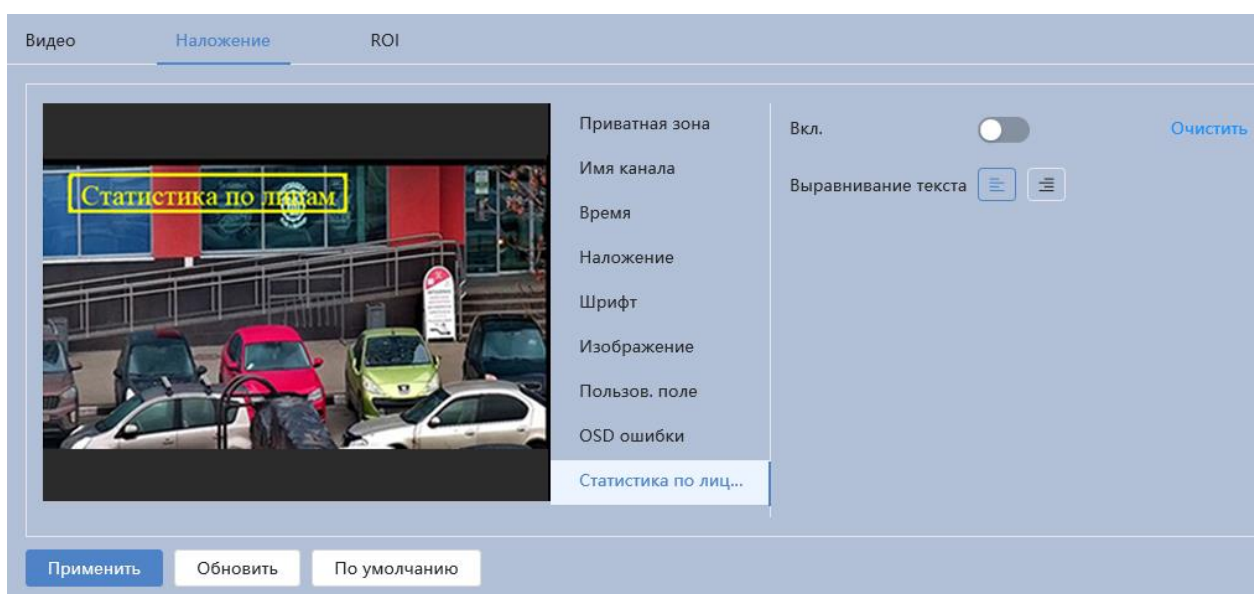 Видео
Наложение
ROI
Статистика по лицам
Приватная зона
Имя канала
Время
Наложение
Шрифт
Изображение
Пользов. поле
OSD ошибки
Статистика по лиц...
Вкл.
Очистить
Выравнивание текста
Применить
Обновить
По умолчанию